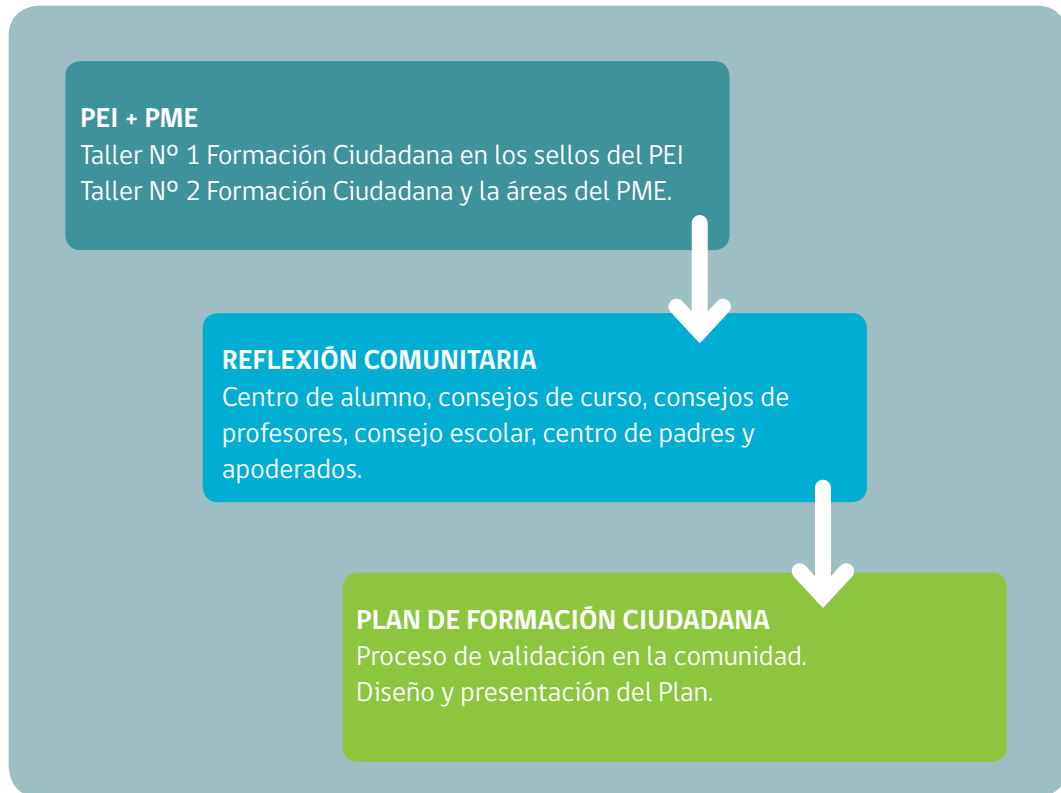 PEI + PME
Taller Nº 1 Formación Ciudadana en los sellos del PEI
Taller Nº 2 Formación Ciudadana y la áreas del PME.
REFLEXIÓN COMUNITARIA
Centro de alumno, consejos de curso, consejos de
profesores, consejo escolar, centro de padres y
apoderados.
PLAN DE FORMACIÓN CIUDADANA
Proceso de validación en la comunidad.
Diseño y presentación del Plan.